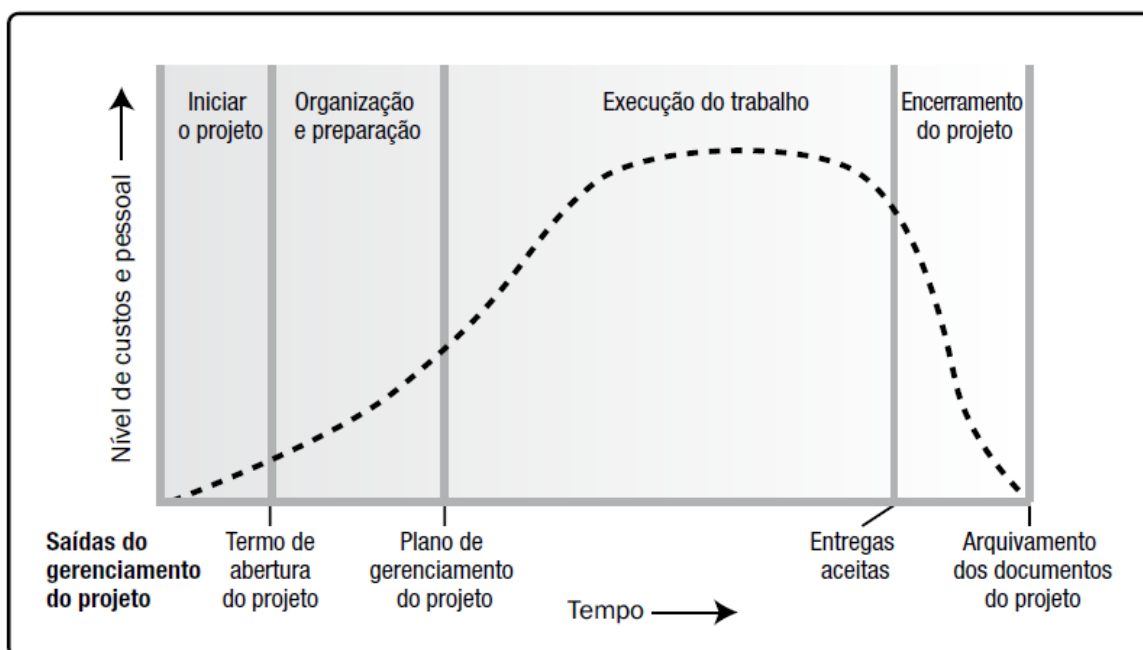 Iniciar
o projeto
Organização
e preparação
Execução do trabalho
Encerramento
do projeto
Nível de custos e pessoal
Saídas do
gerenciamento
do projeto
Termo de
abertura
do projeto
Plano de
gerenciamento
do projeto
Tempo
Entregas
aceitas
Arquivamento
dos documentos
do projeto